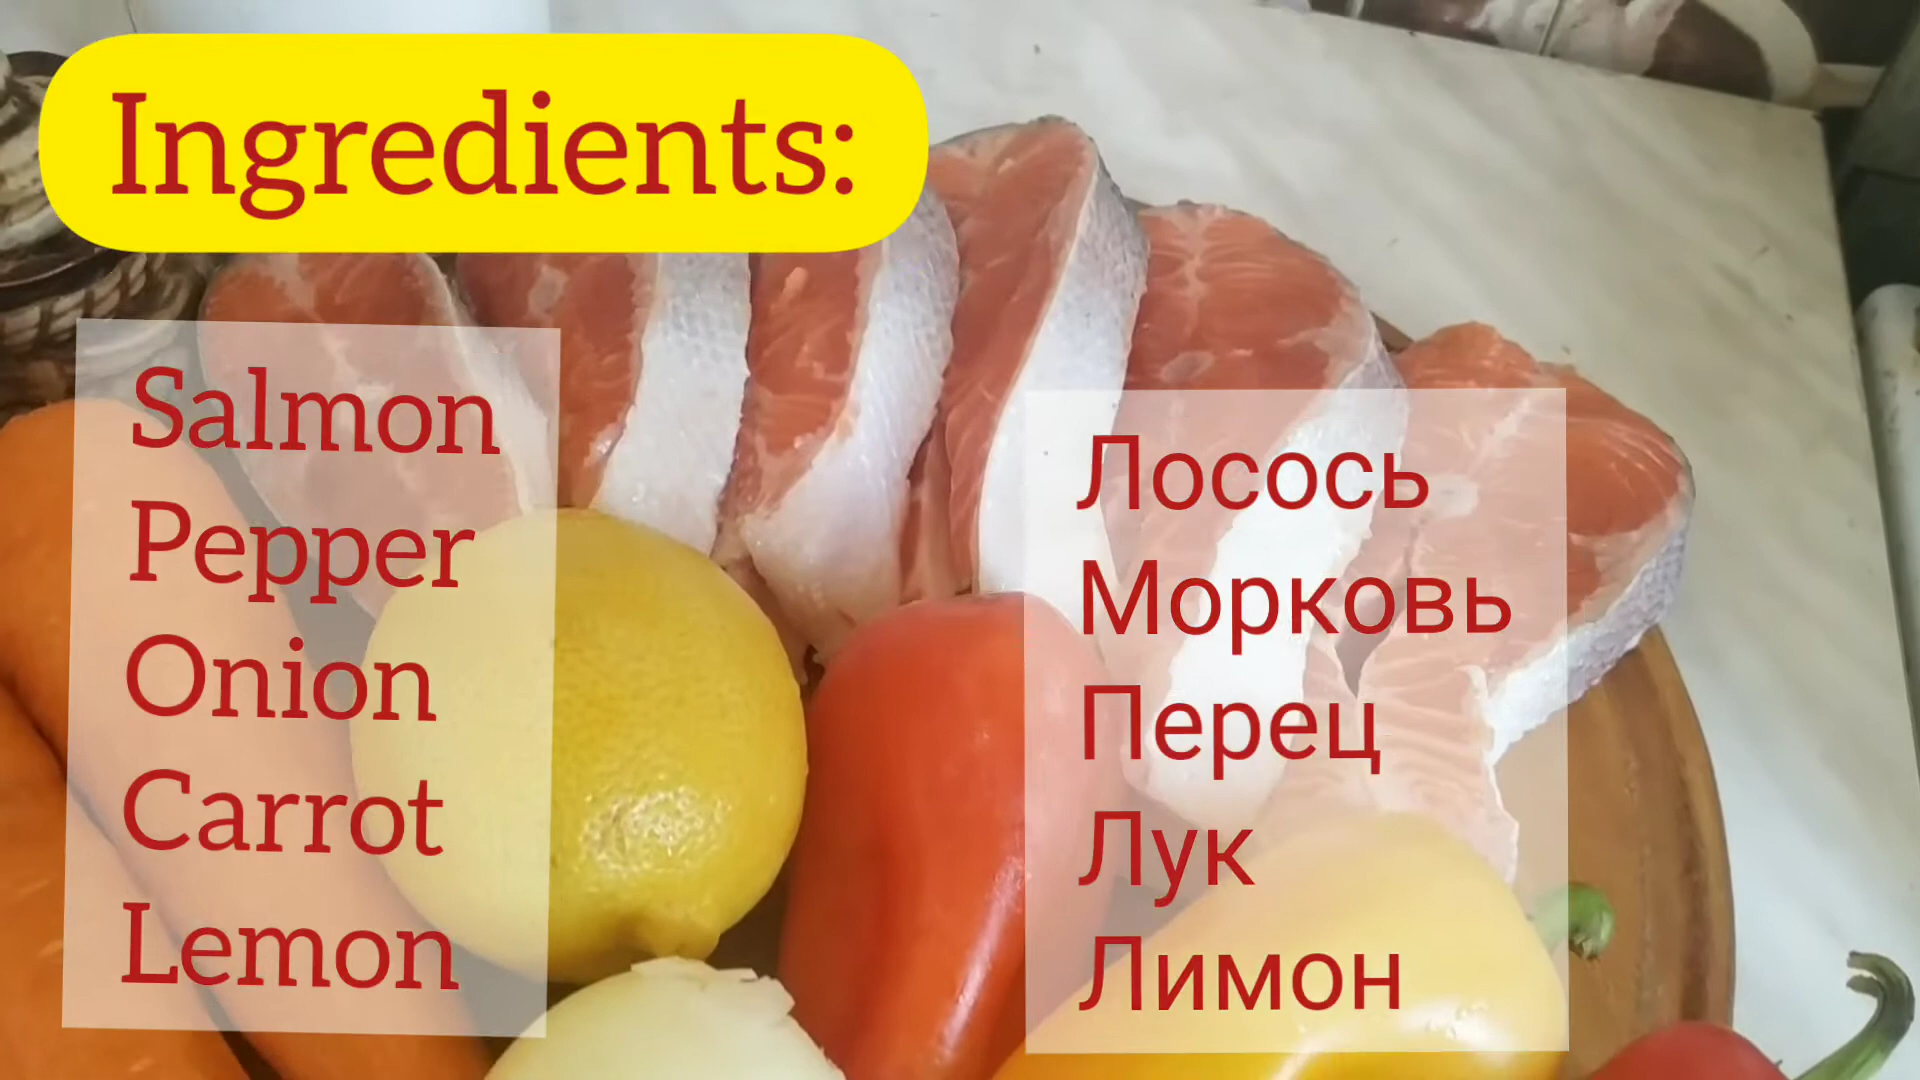 Ingredients:
Salmon
Pepper
Onion
Carrot
Lemon
Лосось
Морковь
Перец
Лук
Лимон